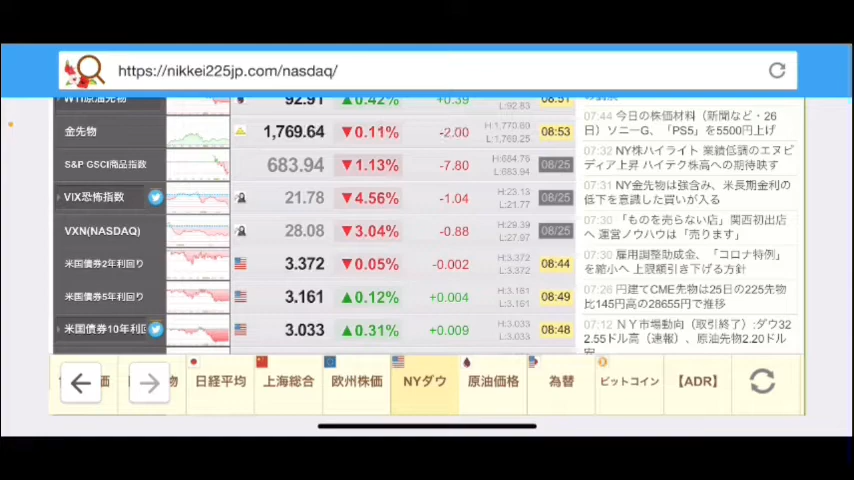 https://nikkei225jp.com/nasdaq/
WTI原油先物 92.91 ▲0.42% +0.39 L:92.83 08:51
金先物 1,769.64 ▼0.11% -2.00 H:1,770.60 L:1,769.25 08:53
S&P GSCI商品指数 683.94 ▼1.13% -7.80 H:684.76 L:683.94 08/25
VIX恐怖指数 21.78 ▼4.56% -1.04 H:23.13 L:21.77 08/25
VXN(NASDAQ) 28.08 ▼3.04% -0.88 H:29.39 L:27.97 08/25
米国債券2年利回り 3.372 ▼0.05% -0.002 H:3.372 L:3.372 08:44
米国債券5年利回り 3.161 ▲0.12% +0.004 H:3.161 L:3.161 08:49
米国債券10年利回 3.033 ▲0.31% +0.009 H:3.033 L:3.033 08:48
07:44 今日の株価材料（新聞など・26
日）ソニーG、「PS5」を5500円上げ
07:32 NY株ハイライト 業績低調のエヌビ
ディア上昇 ハイテク株高への期待映す
07:31 NY金先物は強含み、米長期金利の
低下を意識した買いが入る
07:30 「ものを売らない店」関西初出店
へ 運営ノウハウは「売ります」
07:30 雇用調整助成金、「コロナ特例」
を縮小へ 上限額引き下げる方針
07:26 円建てCME先物は25日の225先物
比145円高の28655円で推移
07:12 ＮＹ市場動向（取引終了）:ダウ32
2.55ドル高（速報）、原油先物2.20ドル
日経平均 上海総合 欧州株価 NYダウ 原油価格 為替 ビットコイン 【ADR】